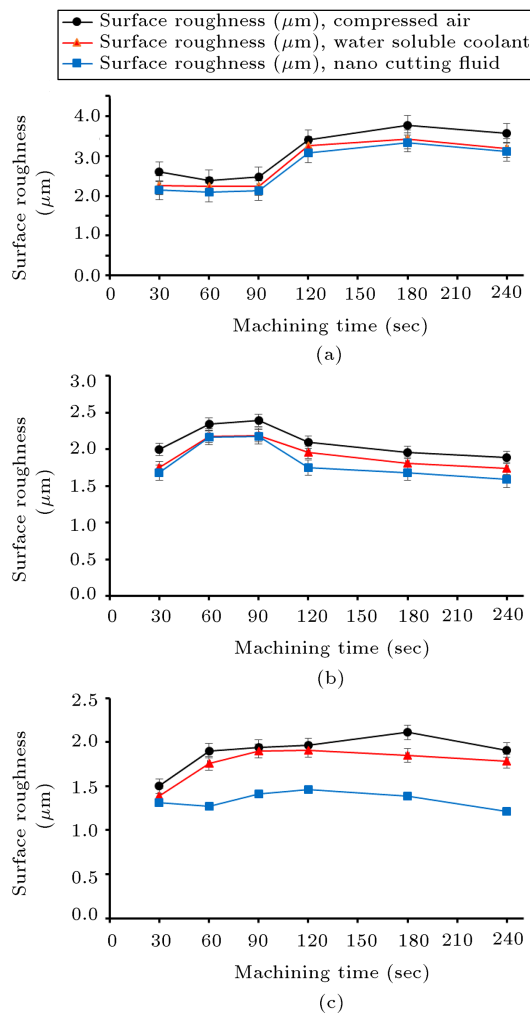 Surface roughness (μm), compressed air
Surface roughness (μm), water soluble coolant
Surface roughness (μm), nano cutting fluid
Surface roughness
(μm)
4.0
3.0
2.0
1.0
0.0
0 30 60 90 120 150 180 210 240
Machining time (sec)
(a)
Surface roughness
(μm)
3.0
2.5
2.0
1.5
1.0
0.5
0.0
0 30 60 90 120 150 180 210 240
Machining time (sec)
(b)
Surface roughness
(μm)
2.5
2.0
1.5
1.0
0.5
0.0
0 30 60 90 120 150 180 210 240
Machining time (sec)
(c)